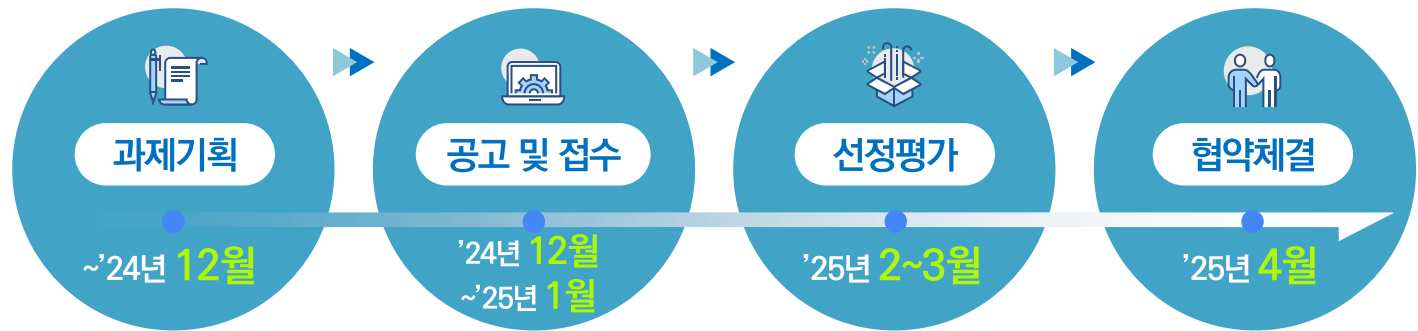 과제기획
~’24년 12월
공고 및 접수
’24년 12월
~’25년 1월
선정평가
’25년 2~3월
협약체결
’25년 4월